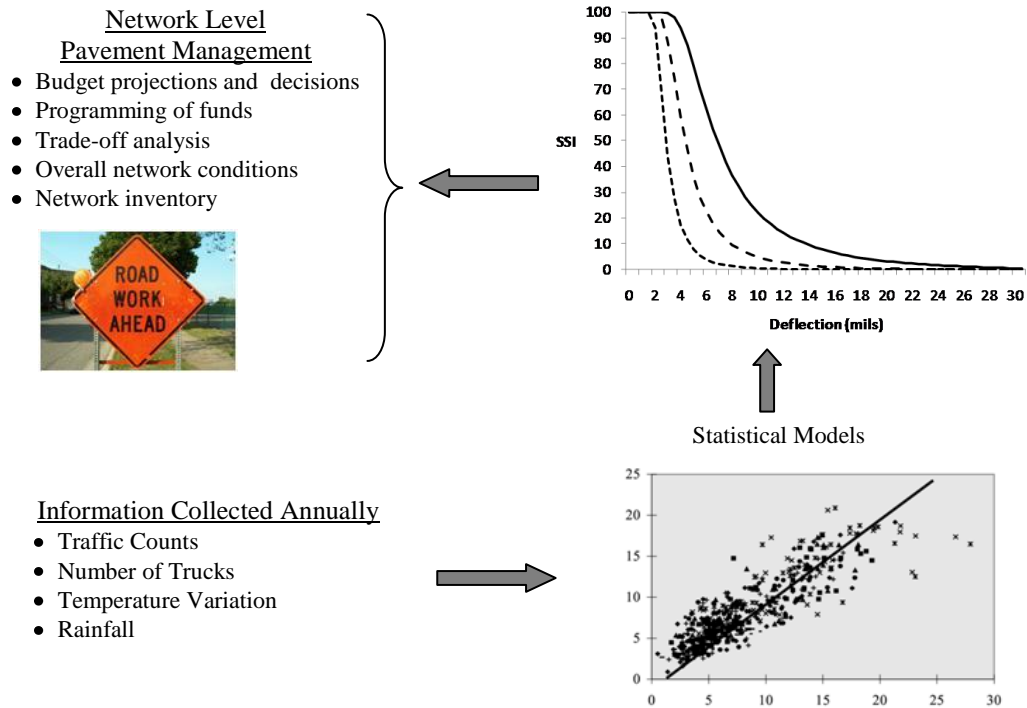 Network Level
Pavement Management
• Budget projections and decisions
• Programming of funds
• Trade-off analysis
• Overall network conditions
• Network inventory
ROAD
WORK
AHEAD
100
90
80
70
60
50
40
30
20
10
0
SSI
0 2 4 6 8 10 12 14 16 18 20 22 24 26 28 30
Deflection (mils)
Statistical Models
Information Collected Annually
• Traffic Counts
• Number of Trucks
• Temperature Variation
• Rainfall
25
20
15
10
5
0
0 5 10 15 20 25 30